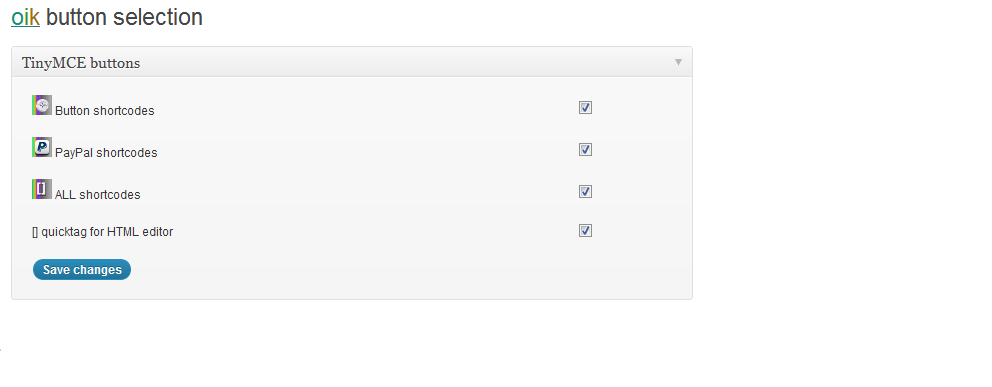 oik button selection
TinyMCE buttons
Button shortcodes
PayPal shortcodes
ALL shortcodes
[] quicktag for HTML editor
Save changes